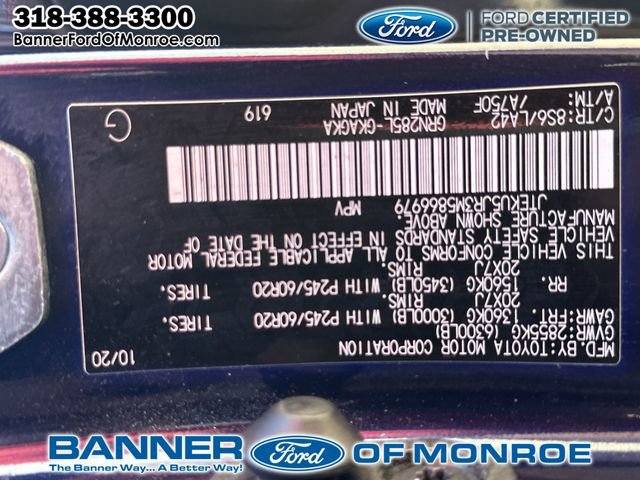 318-388-3300
BannerFordOfMonroe.com
Ford
FORD CERTIFIED
PRE-OWNED
MFD. BY: TOYOTA MOTOR CORPORATION 10/20
GVWR: 2855KG (6300LB)
GAWR: FRT: 1360KG (3000LB) WITH P245/60R20 TIRES.
20X7J RIMS
RR. 1560KG (3450LB) WITH P245/60R20 TIRES.
20X7J RIMS
THIS VEHICLE CONFORMS TO ALL APPLICABLE FEDERAL MOTOR
VEHICLE SAFETY STANDARDS IN EFFECT ON THE DATE OF
MANUFACTURE SHOWN ABOVE.
JTEKU5JR3M5866979 MPV
C/TR: 8S6/LA42 GRN285L-GKAGKA 619
A/TM: /A750F MADE IN JAPAN
G
BANNER Ford OF MONROE
The Banner Way... A Better Way!